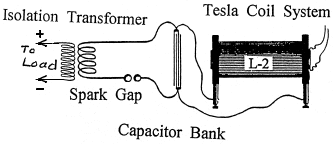 Isolation Transformer
Tesla Coil System
+
To
Load
-
L-2
Spark Gap
Capacitor Bank